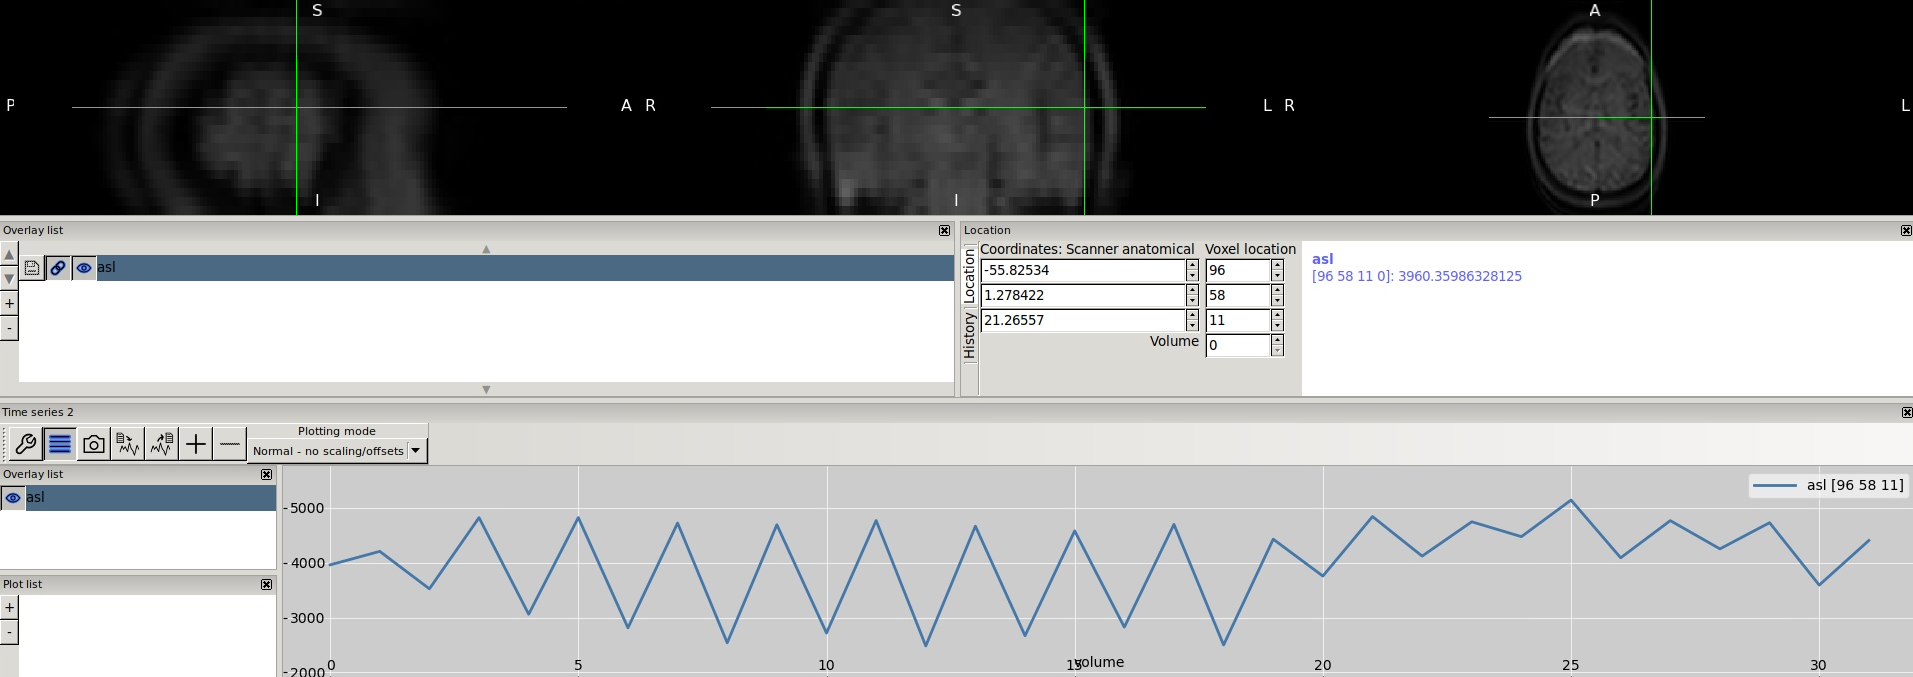 S S A
P A R L R L
I I P
Overlay list
asl
+
-
Location
Location
History
Coordinates: Scanner anatomical Voxel location
-55.82534 96
1.278422 58
21.26557 11
Volume 0
asl
[96 58 11 0]: 3960.35986328125
Time series 2
Plotting mode
Normal - no scaling/offsets
Overlay list
asl
Plot list
+
-
asl [96 58 11]
5000
4000
3000
2000
0 5 10 15 20 25 30
volume